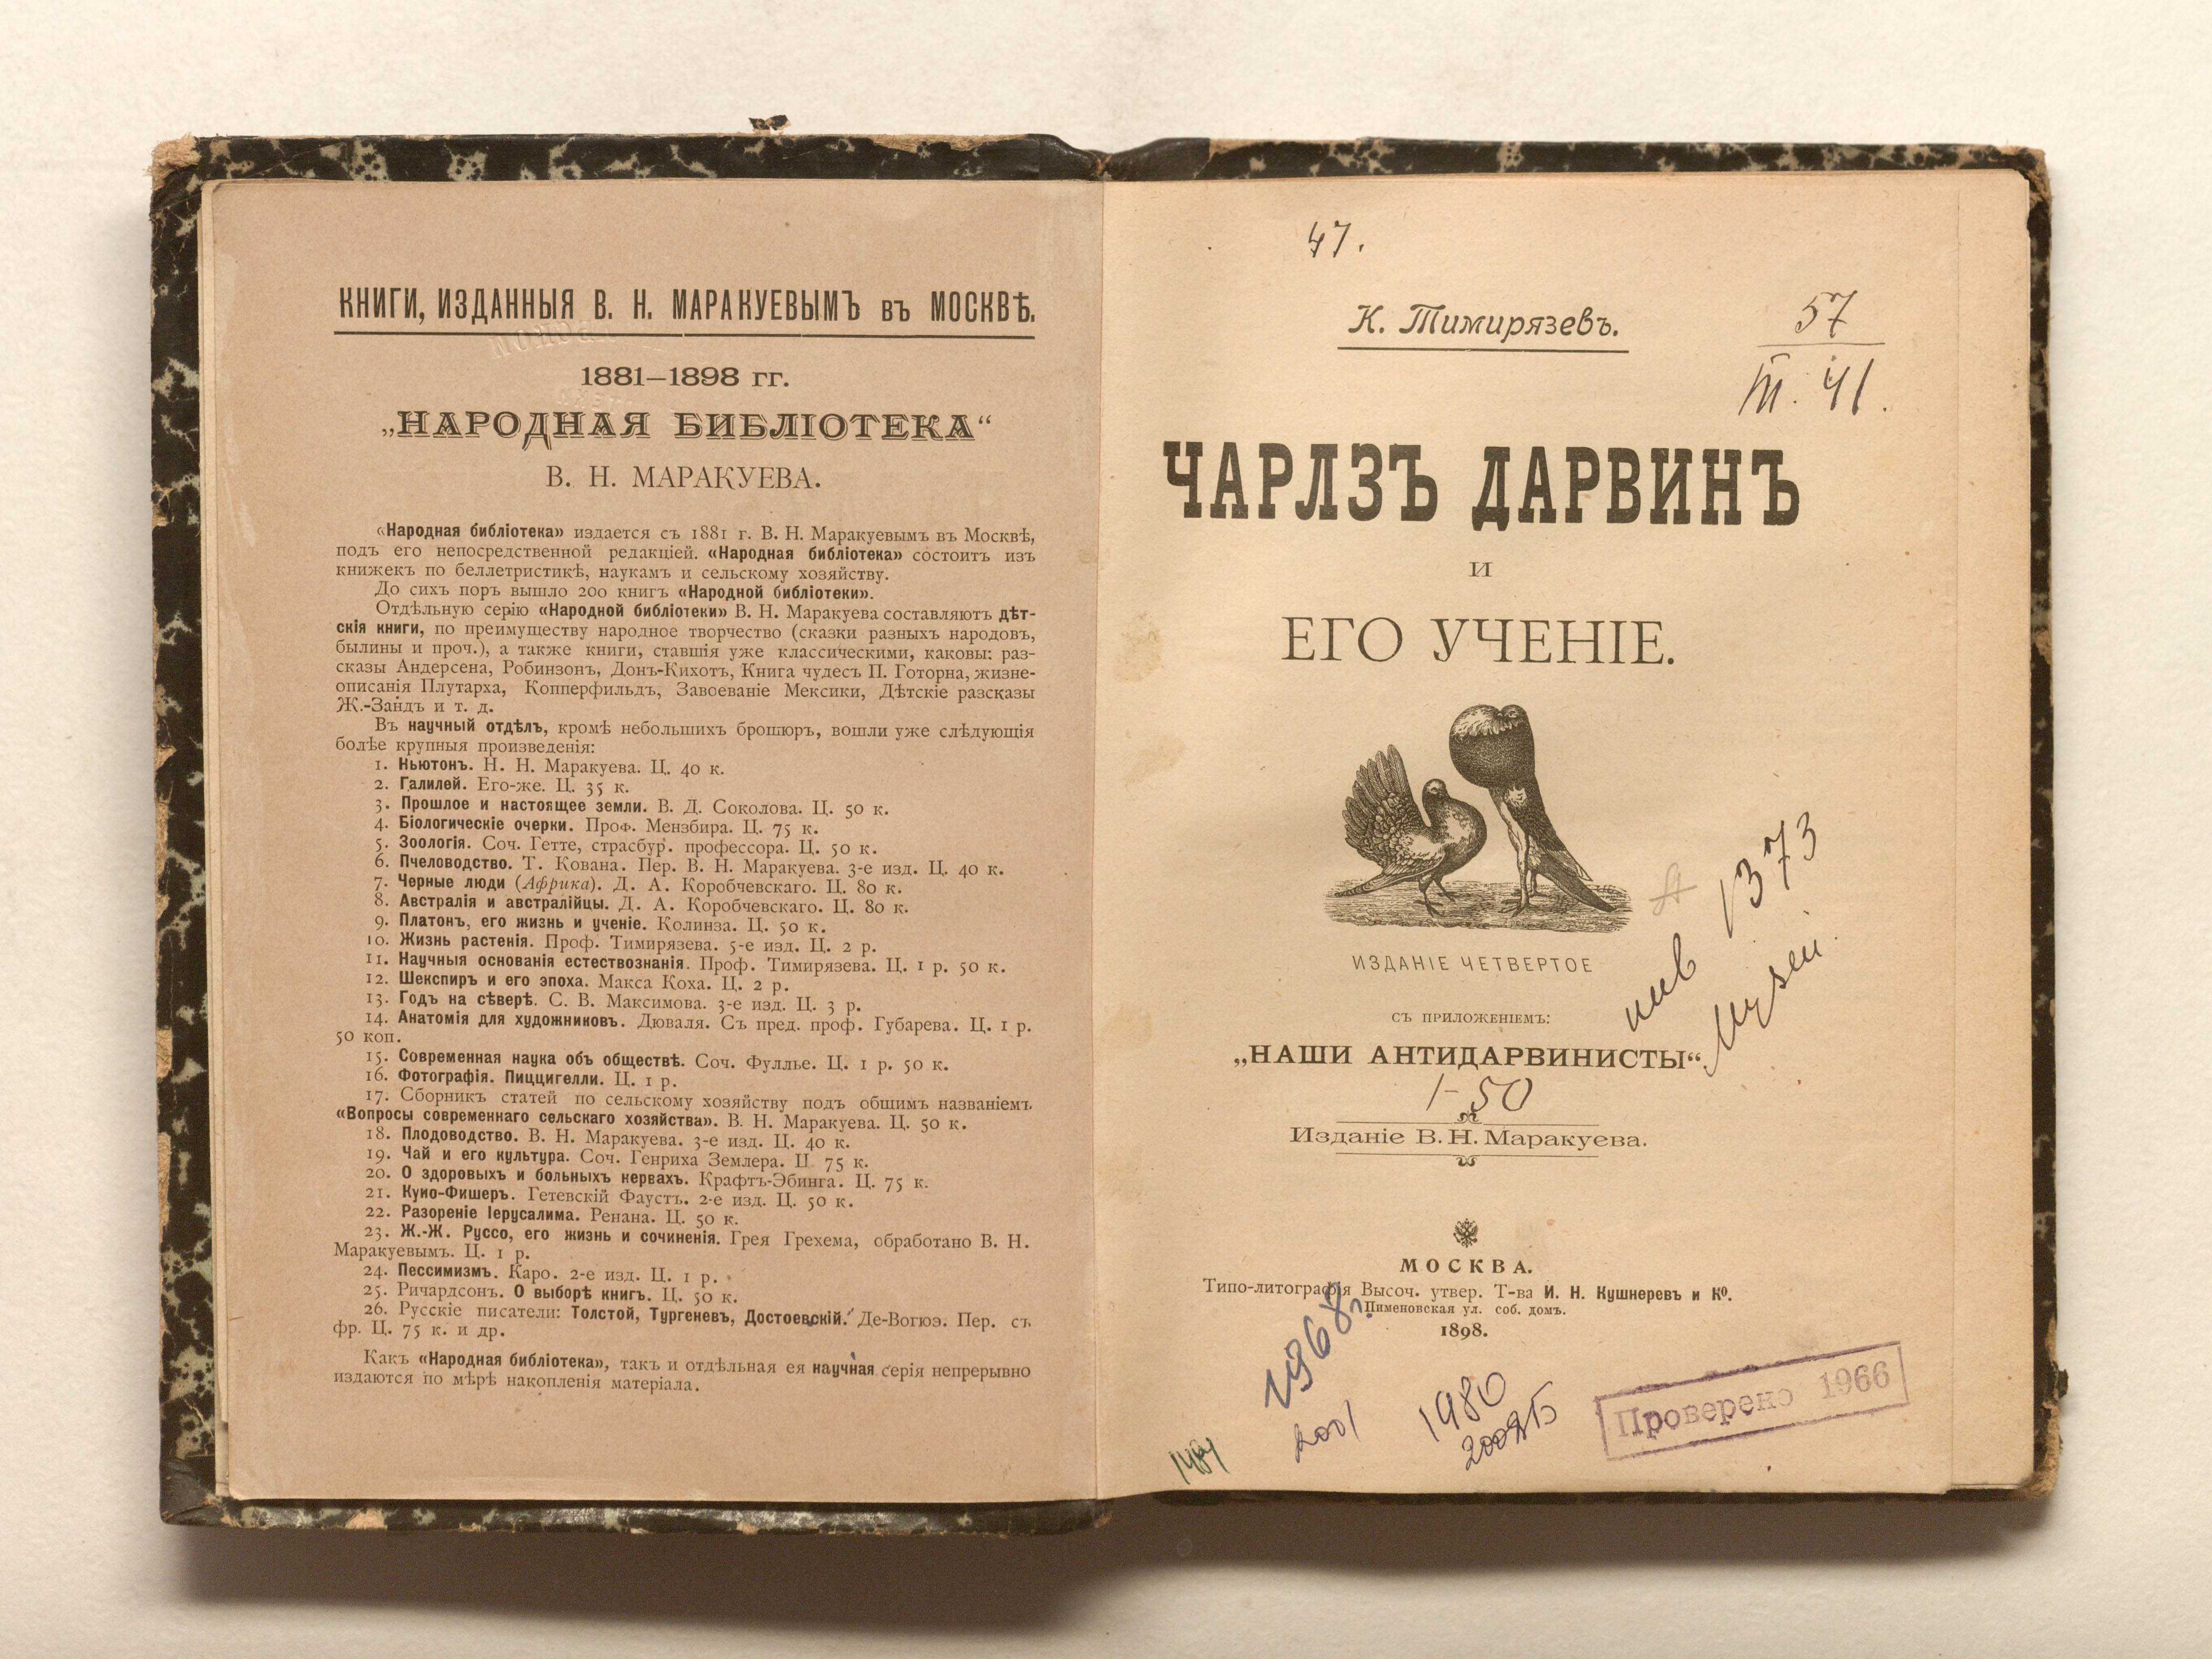 КНИГИ, ИЗДАННЫЯ В. Н. МАРАКУЕВЫМЪ въ МОСКВѢ.
1881—1898 гг.
„НАРОДНАЯ БИБЛІОТЕКА“
В. Н. МАРАКУЕВА.
«Народная библіотека» издается съ 1881 г. В. Н. Маракуевымъ въ Москвѣ,
подъ его непосредственной редакціей. «Народная библіотека» состоитъ изъ
книжекъ по беллетристикѣ, наукамъ и сельскому хозяйству.
До сихъ поръ вышло 200 книгъ «Народной библіотеки».
Отдѣльную серію «Народной библіотеки» В. Н. Маракуева составляютъ дѣт-
скія книги, по преимуществу народное творчество (сказки разныхъ народовъ,
былины и проч.), а также книги, ставшія уже классическими, каковы: раз-
сказы Андерсена, Робинзонъ, Донъ-Кихотъ, Книга чудесъ П. Готорна, жизне-
описанія Плутарха, Копперфильдъ, Завоеваніе Мексики, Дѣтскіе разсказы
Ж.-Зандъ и т. д.
Въ научный отдѣлъ, кромѣ небольшихъ брошюръ, вошли уже слѣдующія
болѣе крупныя произведенія:
1. Ньютонъ. Н. Н. Маракуева. Ц. 40 к.
2. Галилей. Его-же. Ц. 35 к.
3. Прошлое и настоящее земли. В. Д. Соколова. Ц. 50 к.
4. Біологическіе очерки. Проф. Мензбира. Ц. 75 к.
5. Зоологія. Соч. Гетте, страсбур. профессора. Ц. 50 к.
6. Пчеловодство. Т. Кована. Пер. В. Н. Маракуева. 3-е изд. Ц. 40 к.
7. Черные люди (Африка). Д. А. Коробчевскаго. Ц. 80 к.
8. Австралія и австралійцы. Д. А. Коробчевскаго. Ц. 80 к.
9. Платонъ, его жизнь и ученіе. Колинза. Ц. 50 к.
10. Жизнь растенія. Проф. Тимирязева. 5-е изд. Ц. 2 р.
11. Научныя основанія естествознанія. Проф. Тимирязева. Ц. 1 р. 50 к.
12. Шекспиръ и его эпоха. Макса Коха. Ц. 2 р.
13. Годъ на сѣверѣ. С. В. Максимова. 3-е изд. Ц. 3 р.
14. Анатомія для художниковъ. Дюваля. Съ пред. проф. Губарева. Ц. 1 р.
50 коп.
15. Современная наука объ обществѣ. Соч. Фуллье. Ц. 1 р. 50 к.
16. Фотографія. Пиццигелли. Ц. 1 р.
17. Сборникъ статей по сельскому хозяйству подъ общимъ названіемъ
«Вопросы современнаго сельскаго хозяйства». В. Н. Маракуева. Ц. 50 к.
18. Плодоводство. В. Н. Маракуева. 3-е изд. Ц. 40 к.
19. Чай и его культура. Соч. Генриха Землера. Ц 75 к.
20. О здоровыхъ и больныхъ нервахъ. Крафтъ-Эбинга. Ц. 75 к.
21. Куно-Фишеръ. Гетевскій Фаустъ. 2-е изд. Ц. 50 к.
22. Разореніе Іерусалима. Ренана. Ц. 50 к.
23. Ж.-Ж. Руссо, его жизнь и сочиненія. Грея Грехема, обработано В. Н.
Маракуевымъ. Ц. 1 р.
24. Пессимизмъ. Каро. 2-е изд. Ц. 1 р.
25. Ричардсонъ. О выборѣ книгъ. Ц. 50 к.
26. Русскіе писатели: Толстой, Тургеневъ, Достоевскій. Де-Вогюэ. Пер. съ
фр. Ц. 75 к. и др.
Какъ «Народная библіотека», такъ и отдѣльная ея научная серія непрерывно
издаются по мѣрѣ накопленія матеріала.
47.
К. Тимирязевъ.
57
Т. 41.
ЧАРЛЗЪ ДАРВИНЪ
И
ЕГО УЧЕНІЕ.
инв 1373
Музей
ИЗДАНІЕ ЧЕТВЕРТОЕ
СЪ ПРИЛОЖЕНІЕМЪ:
„НАШИ АНТИДАРВИНИСТЫ“
1-50
Изданіе В. Н. Маракуева.
МОСКВА.
Типо-литографія Высоч. утвер. Т-ва И. Н. Кушнеревъ и Ко.
Пименовская ул. соб. домъ.
1898.
1968г.
2001
1980
Проверено 1966